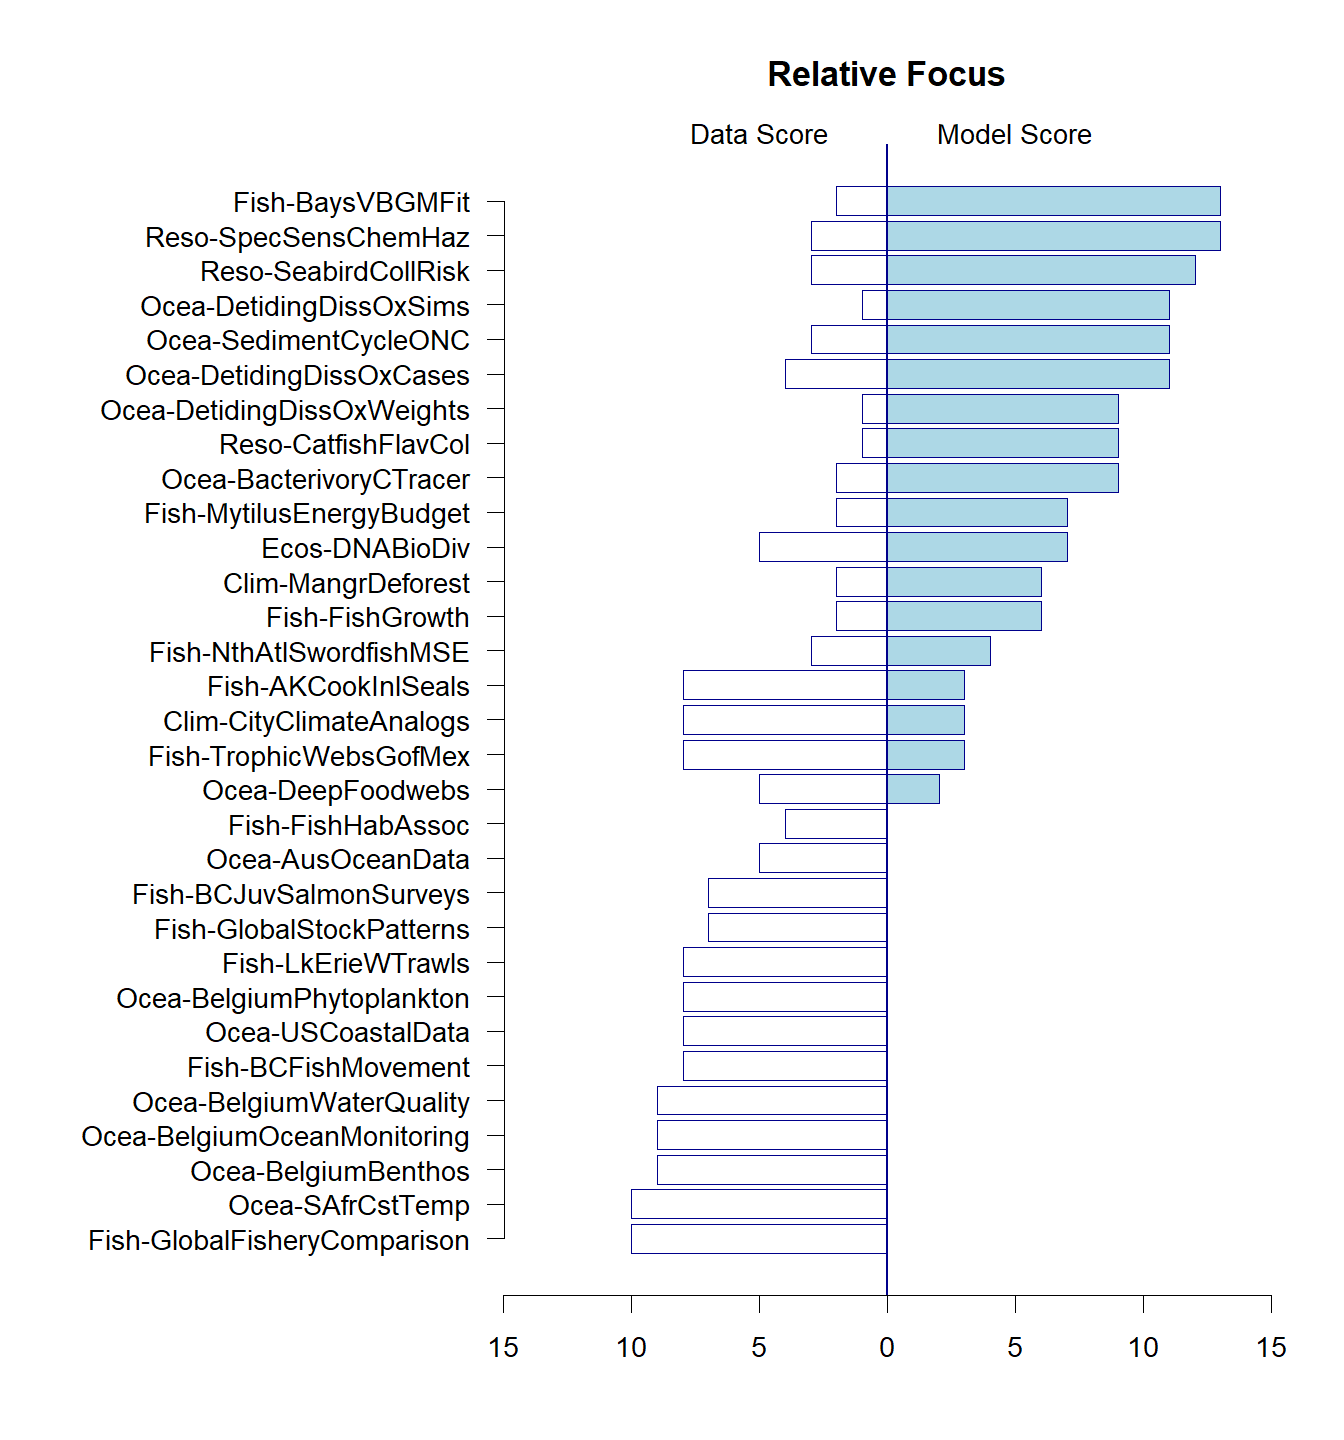 Relative Focus
Data Score
Model Score
Fish-BaysVBGMFit
Reso-SpecSensChemHaz
Reso-SeabirdCollRisk
Ocea-DetidingDissOxSims
Ocea-SedimentCycleONC
Ocea-DetidingDissOxCases
Ocea-DetidingDissOxWeights
Reso-CatfishFlavCol
Ocea-BacterivoryCTracer
Fish-MytilusEnergyBudget
Ecos-DNABioDiv
Clim-MangrDeforest
Fish-FishGrowth
Fish-NthAtlSwordfishMSE
Fish-AKCookInlSeals
Clim-CityClimateAnalogs
Fish-TrophicWebsGofMex
Ocea-DeepFoodwebs
Fish-FishHabAssoc
Ocea-AusOceanData
Fish-BCJuvSalmonSurveys
Fish-GlobalStockPatterns
Fish-LkErieWTrawls
Ocea-BelgiumPhytoplankton
Ocea-USCoastalData
Fish-BCFishMovement
Ocea-BelgiumWaterQuality
Ocea-BelgiumOceanMonitoring
Ocea-BelgiumBenthos
Ocea-SAfrCstTemp
Fish-GlobalFisheryComparison
15 10 5 0 5 10 15